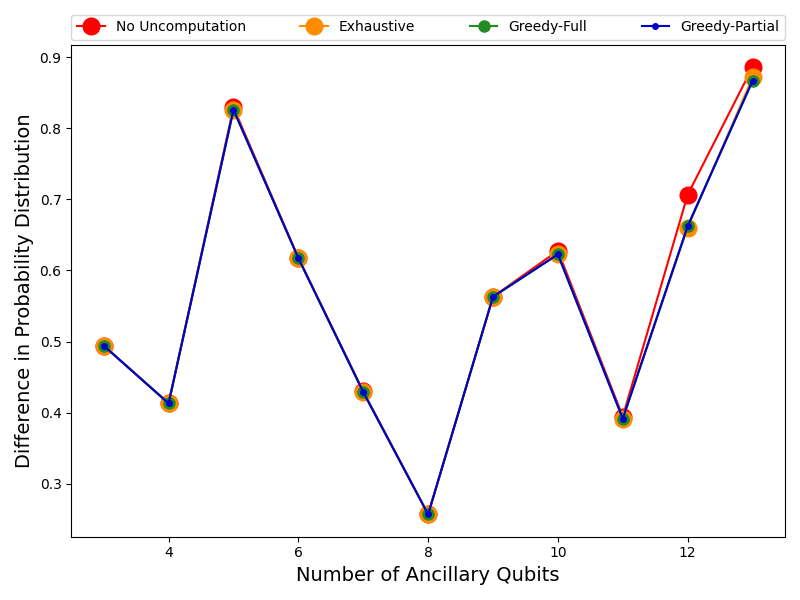 No Uncomputation Exhaustive Greedy-Full Greedy-Partial
0.9
0.8
0.7
0.6
0.5
0.4
0.3
Difference in Probability Distribution
4 6 8 10 12
Number of Ancillary Qubits